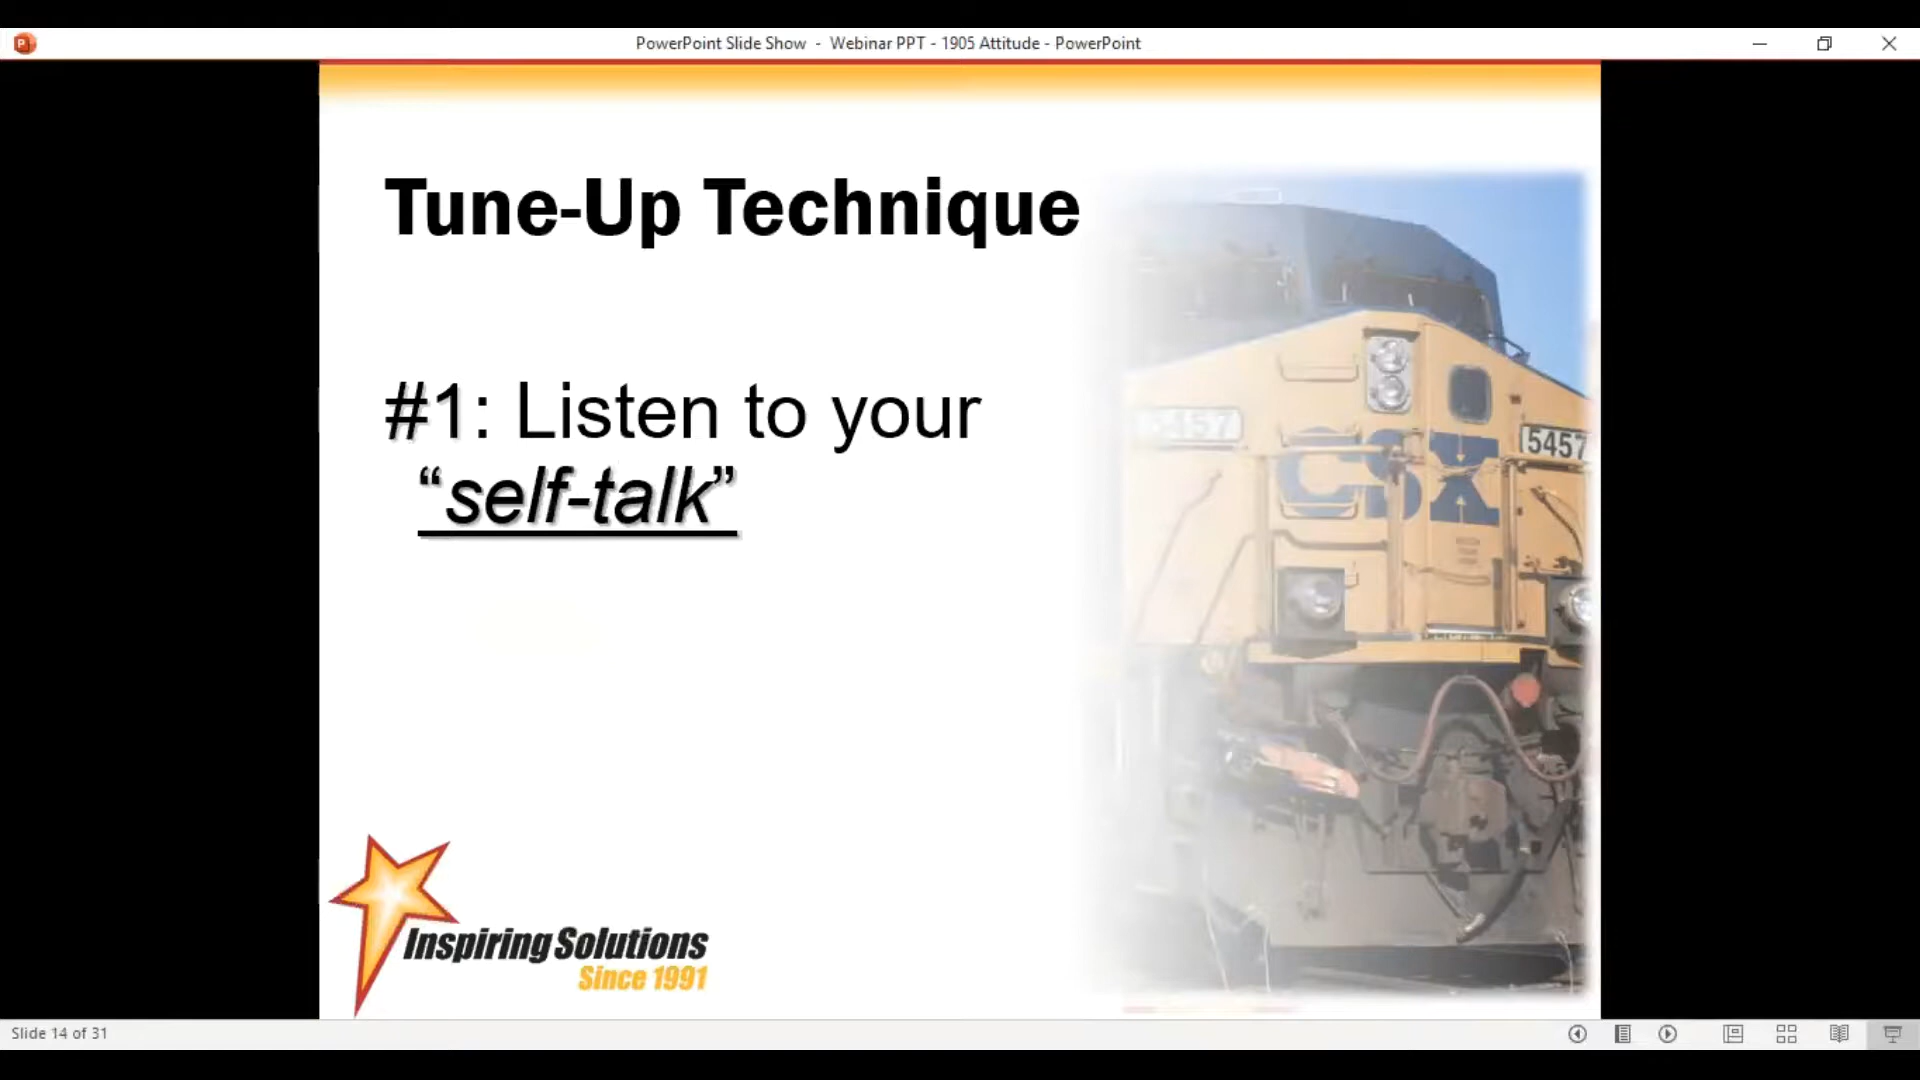 PowerPoint Slide Show - Webinar PPT - 1905 Attitude - PowerPoint
Tune-Up Technique
#1: Listen to your
“self-talk”
5457
5457
CSX
Inspiring Solutions
Since 1991
Slide 14 of 31